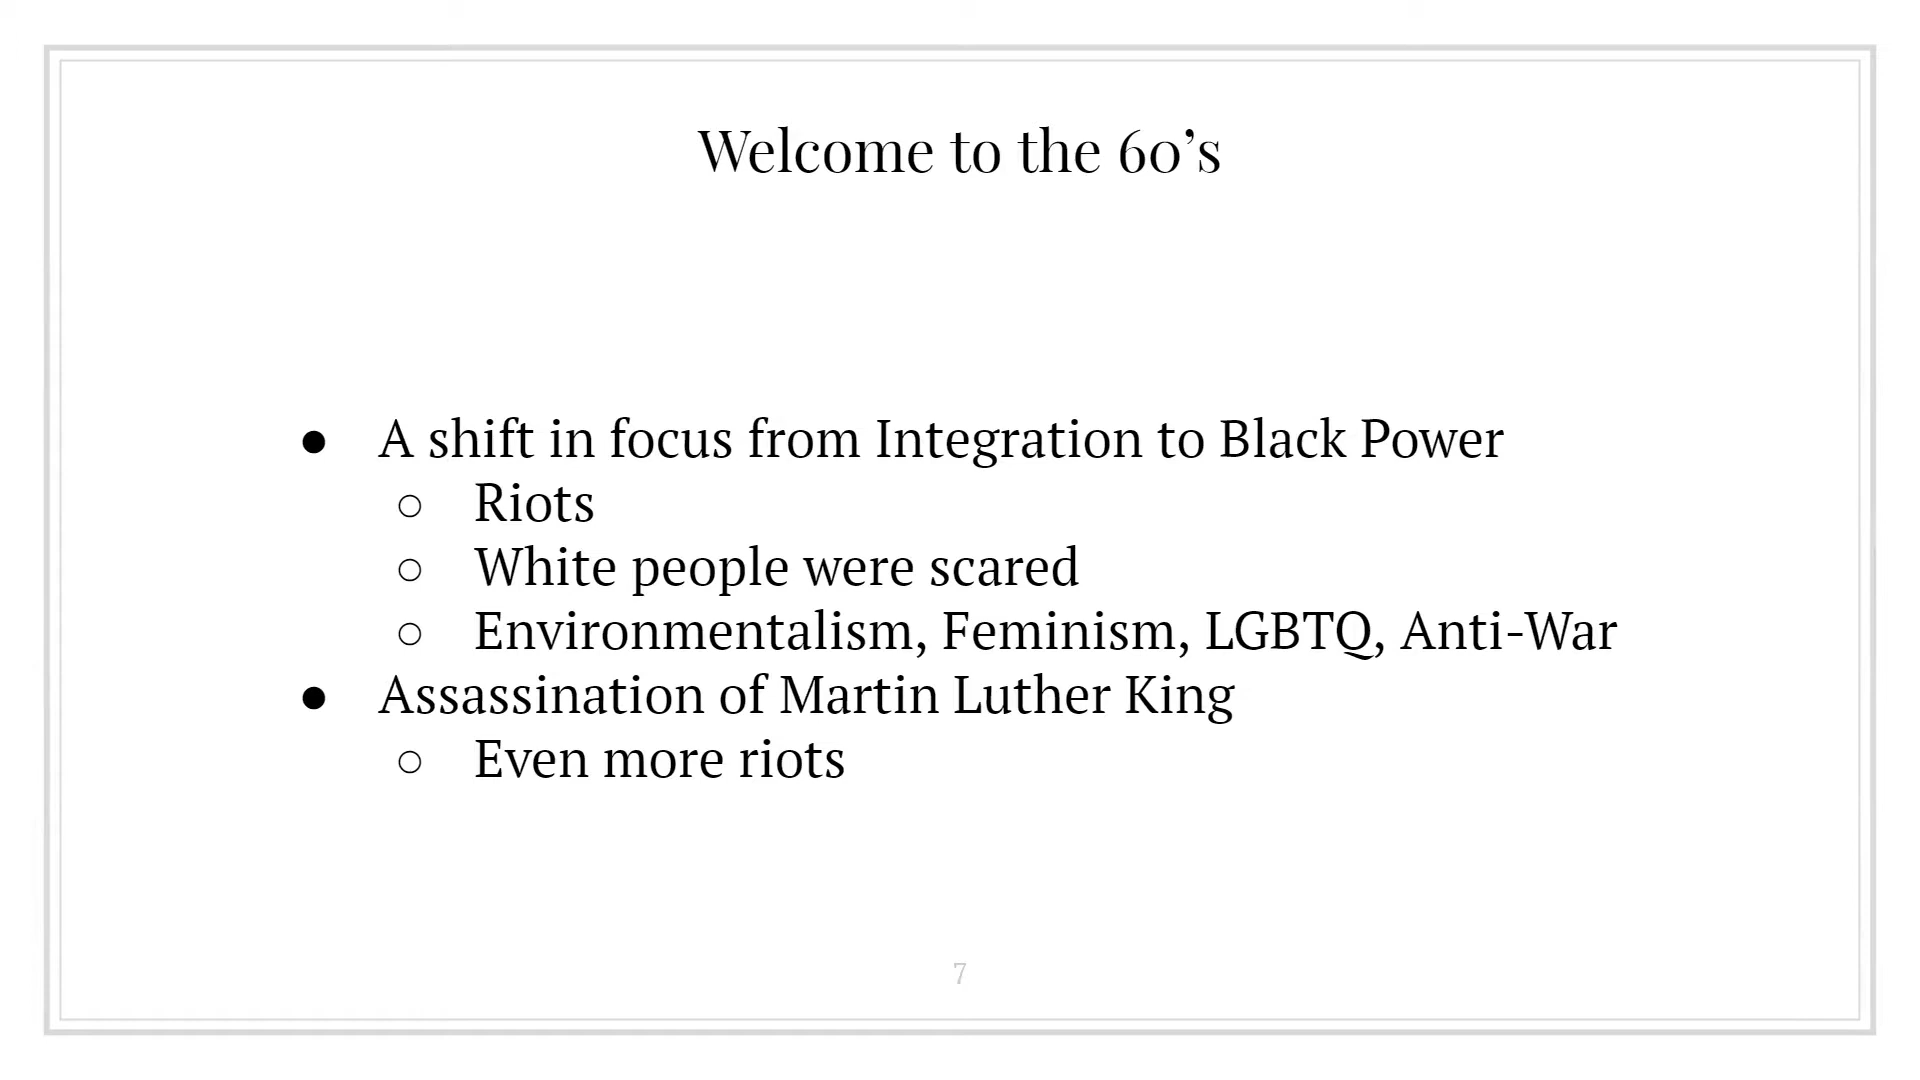 Welcome to the 60’s
● A shift in focus from Integration to Black Power
○ Riots
○ White people were scared
○ Environmentalism, Feminism, LGBTQ, Anti-War
● Assassination of Martin Luther King
○ Even more riots
7